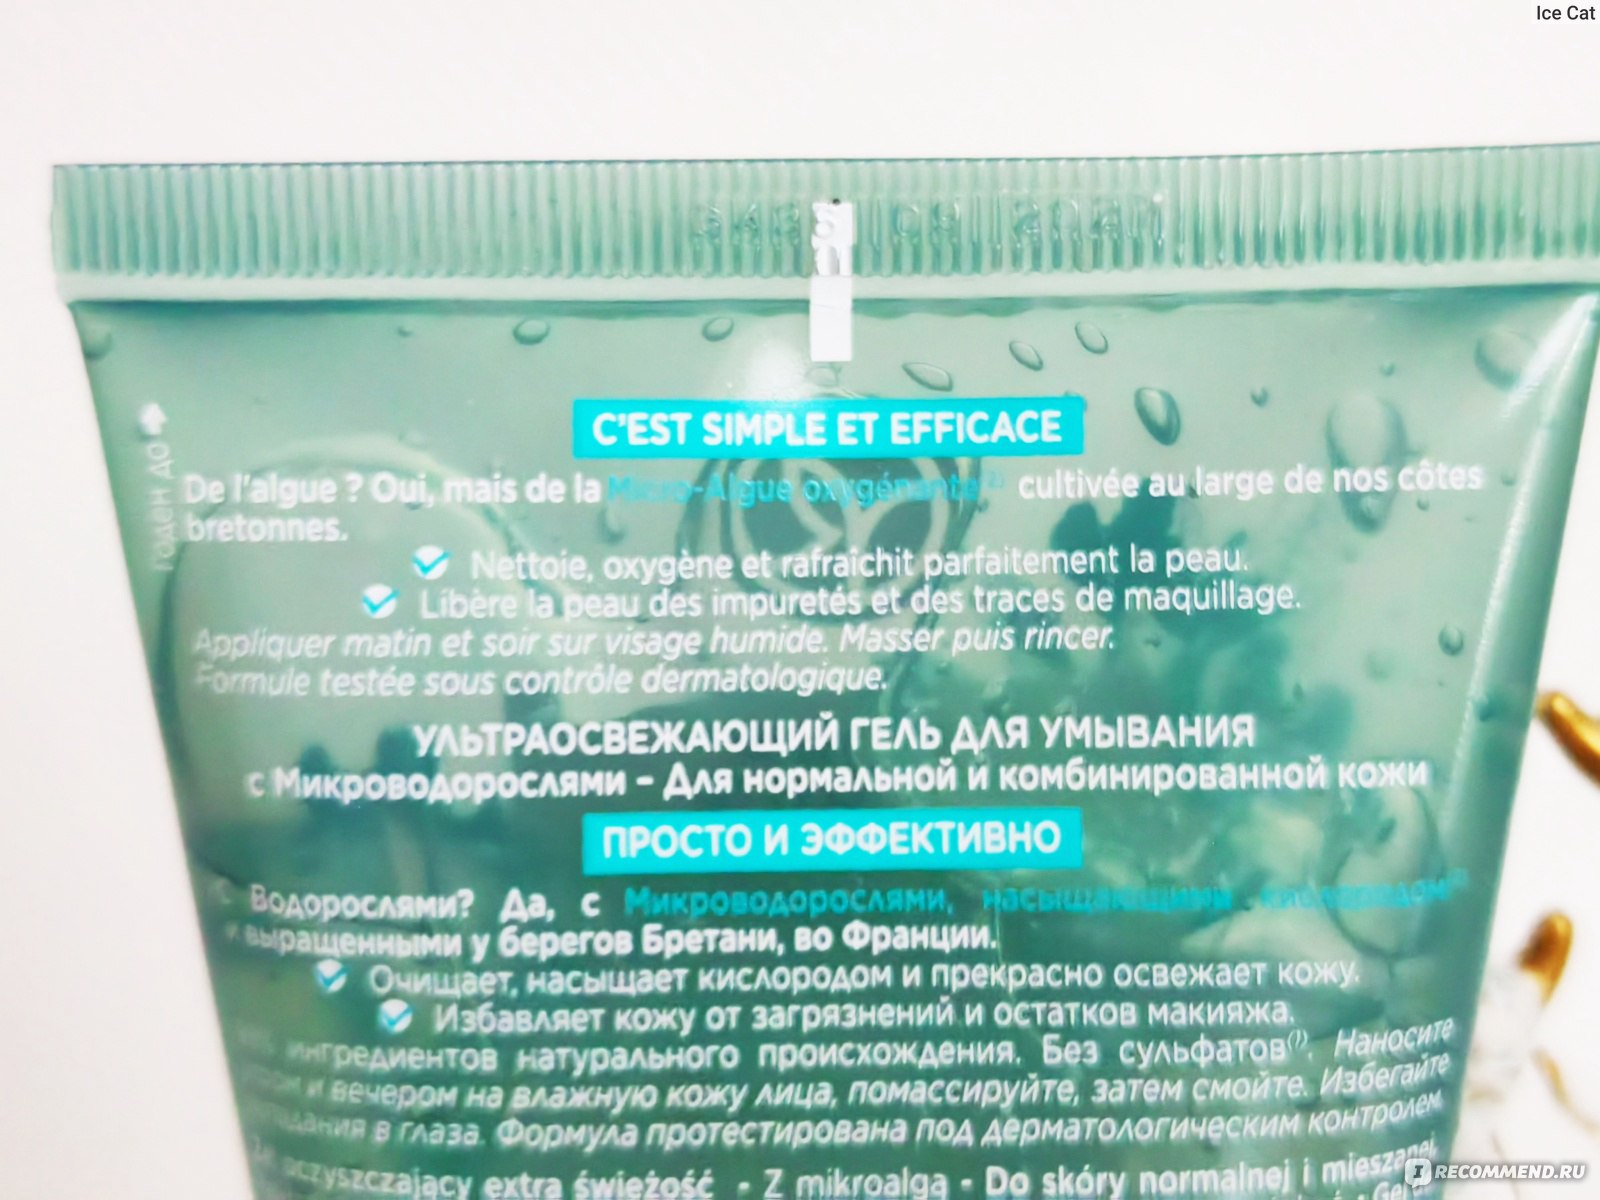 Ice Cat
ГОДЕН ДО
C'EST SIMPLE ET EFFICACE
De l'algue ? Oui, mais de la Micro-Algue oxygénante(2) cultivée au large de nos côtes
bretonnes.
Nettoie, oxygène et rafraîchit parfaitement la peau.
Libère la peau des impuretés et des traces de maquillage.
Appliquer matin et soir sur visage humide. Masser puis rincer.
Formule testée sous contrôle dermatologique.
УЛЬТРАОСВЕЖАЮЩИЙ ГЕЛЬ ДЛЯ УМЫВАНИЯ
с Микроводорослями – Для нормальной и комбинированной кожи
ПРОСТО И ЭФФЕКТИВНО
С Водорослями? Да, с Микроводорослями, насыщающими кислородом(2)
и выращенными у берегов Бретани, во Франции.
Очищает, насыщает кислородом и прекрасно освежает кожу.
Избавляет кожу от загрязнений и остатков макияжа.
ингредиентов натурального происхождения. Без сульфатов(1). Наносите
и вечером на влажную кожу лица, помассируйте, затем смойте. Избегайте
в глаза. Формула протестирована под дерматологическим контролем.
oczyszczający extra świeżość - Z mikroalgą - Do skóry normalnej i mieszanej.
IRECOMMEND.RU